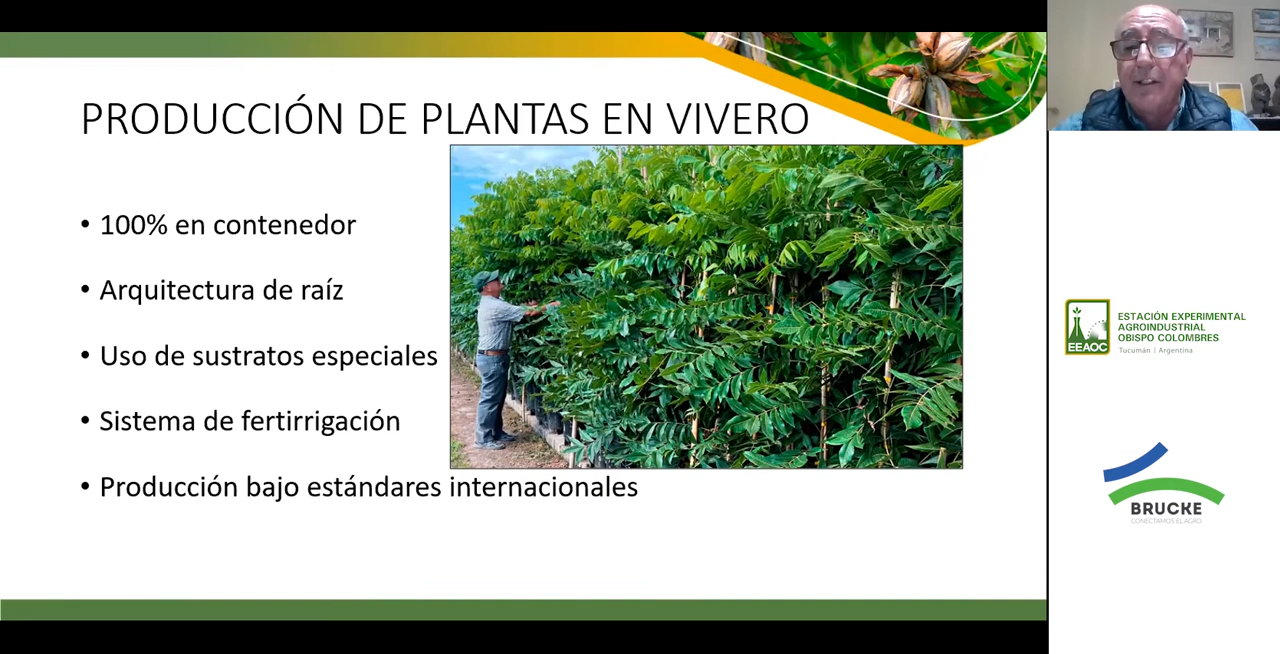 PRODUCCIÓN DE PLANTAS EN VIVERO
• 100% en contenedor
• Arquitectura de raíz
• Uso de sustratos especiales
• Sistema de fertirrigación
• Producción bajo estándares internacionales
EEAOC
ESTACIÓN EXPERIMENTAL
AGROINDUSTRIAL
OBISPO COLOMBRES
Tucumán | Argentina
BRUCKE
CONECTAMOS EL AGRO